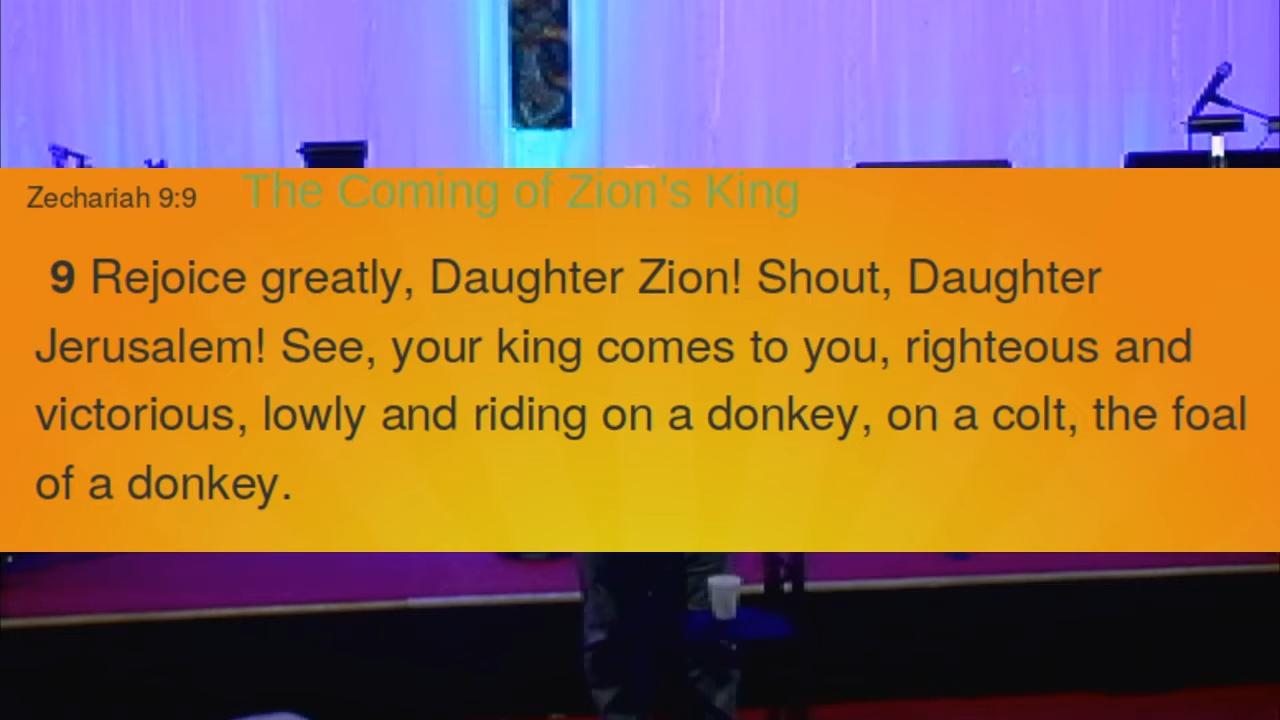 Zechariah 9:9 The Coming of Zion's King
9 Rejoice greatly, Daughter Zion! Shout, Daughter
Jerusalem! See, your king comes to you, righteous and
victorious, lowly and riding on a donkey, on a colt, the foal
of a donkey.